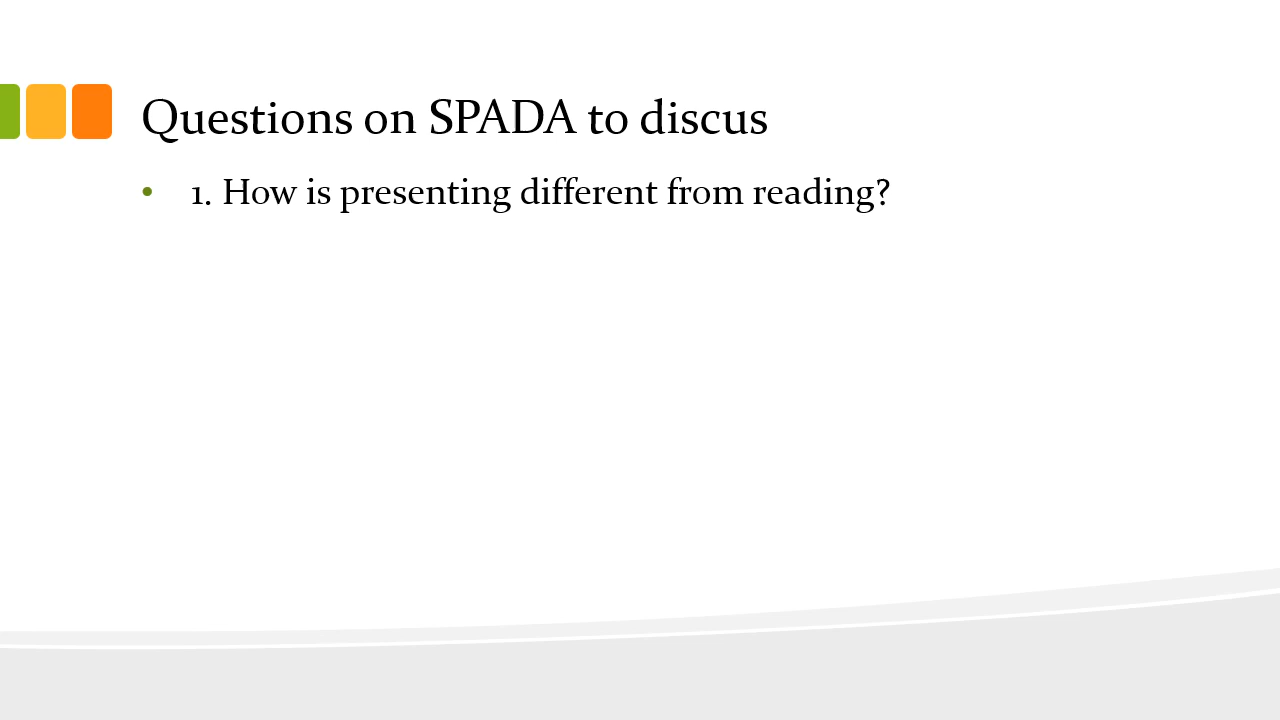 Questions on SPADA to discus
• 1. How is presenting different from reading?